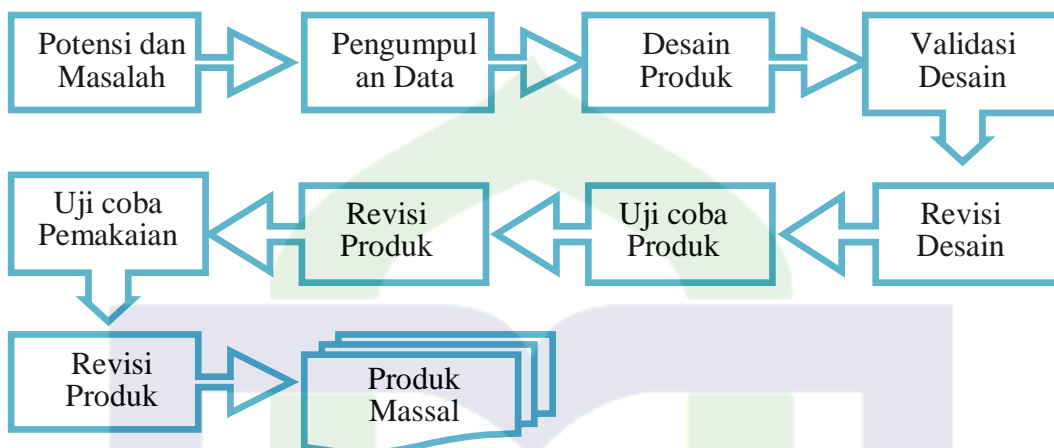 Potensi dan
Masalah
Pengumpul
an Data
Desain
Produk
Validasi
Desain
Revisi
Desain
Uji coba
Produk
Revisi
Produk
Uji coba
Pemakaian
Revisi
Produk
Produk
Massal